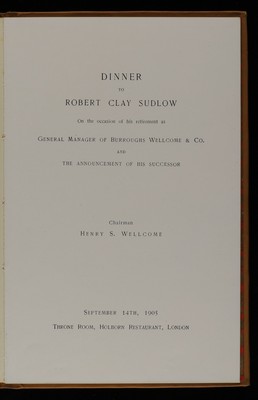 DINNER
TO
ROBERT CLAY SUDLOW
On the occasion of his retirement as
GENERAL MANAGER OF BURROUGHS WELLCOME & CO.
AND
THE ANNOUNCEMENT OF HIS SUCCESSOR
Chairman
HENRY S. WELLCOME
SEPTEMBER 14TH, 1905
THRONE ROOM, HOLBORN RESTAURANT, LONDON